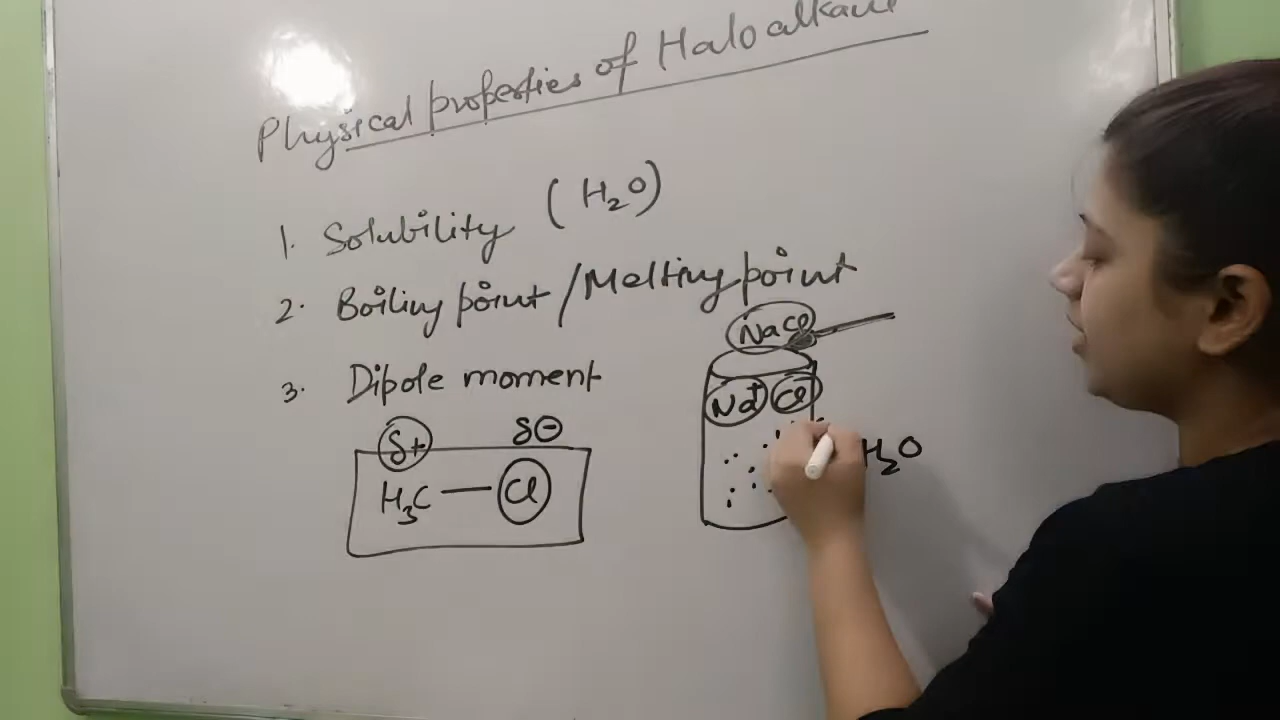 Physical properties of Haloalkane
1. Solubility (H₂O)
2. Boiling point / Melting point
NaCl
3. Dipole moment
Na⁺ Cl
δ+ δ⊖
H₃C — Cl
H₂O